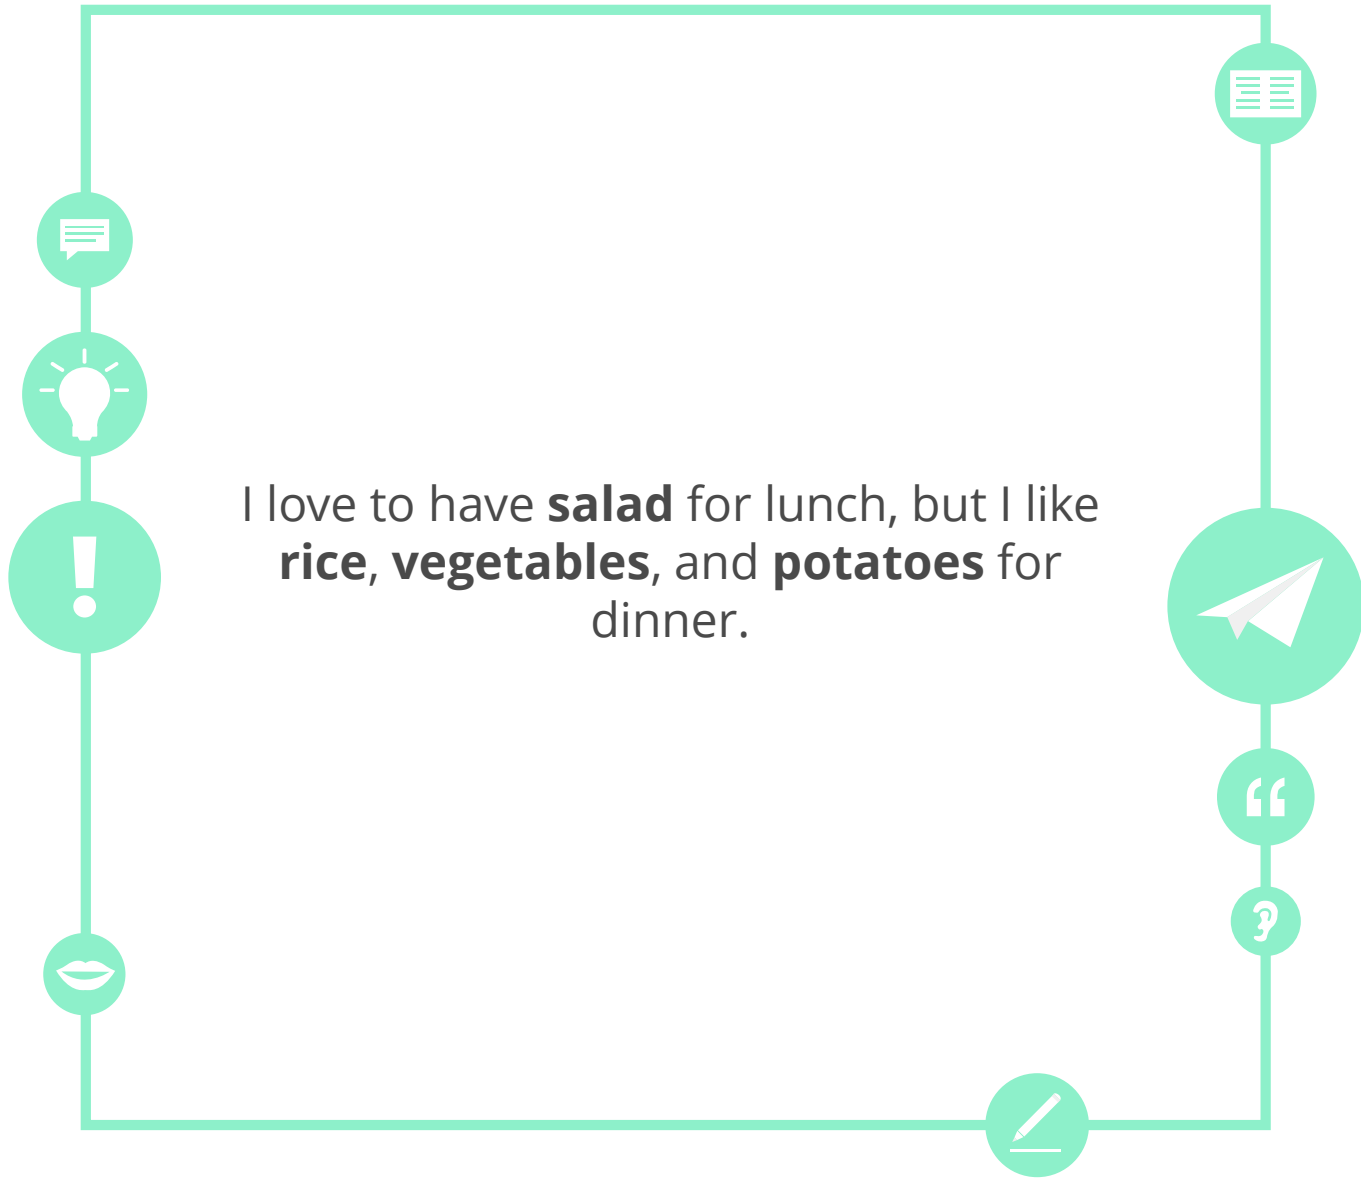 I love to have salad for lunch, but I like
rice, vegetables, and potatoes for
dinner.